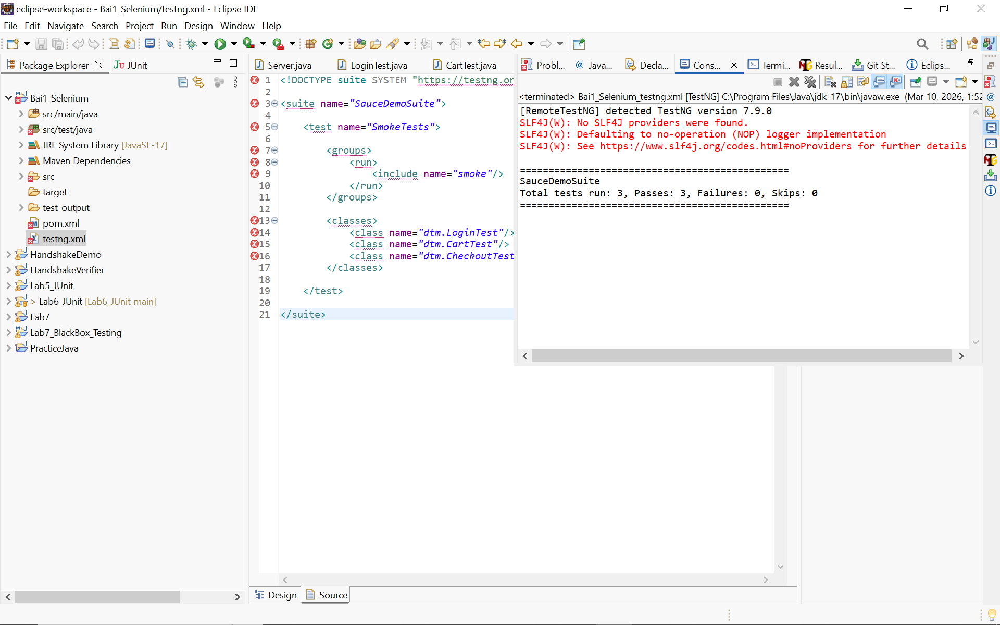 eclipse-workspace - Bai1_Selenium/testng.xml - Eclipse IDE
File Edit Navigate Search Project Run Design Window Help
Package Explorer
JUnit
Bai1_Selenium
src/main/java
src/test/java
JRE System Library [JavaSE-17]
Maven Dependencies
src
target
test-output
pom.xml
testng.xml
HandshakeDemo
HandshakeVerifier
Lab5_JUnit
> Lab6_JUnit [Lab6_JUnit main]
Lab7
Lab7_BlackBox_Testing
PracticeJava
Server.java
LoginTest.java
CartTest.java
1 <!DOCTYPE suite SYSTEM "https://testng.or
2
3 <suite name="SauceDemoSuite">
4
5 <test name="SmokeTests">
6
7 <groups>
8 <run>
9 <include name="smoke"/>
10 </run>
11 </groups>
12
13 <classes>
14 <class name="dtm.LoginTest"/>
15 <class name="dtm.CartTest"/>
16 <class name="dtm.CheckoutTest
17 </classes>
18
19 </test>
20
21 </suite>
Design
Source
Probl...
Java...
Decla...
Cons...
Termi...
Resul...
Git St...
Eclips...
<terminated> Bai1_Selenium_testng.xml [TestNG] C:\Program Files\Java\jdk-17\bin\javaw.exe (Mar 10, 2026, 1:52
[RemoteTestNG] detected TestNG version 7.9.0
SLF4J(W): No SLF4J providers were found.
SLF4J(W): Defaulting to no-operation (NOP) logger implementation
SLF4J(W): See https://www.slf4j.org/codes.html#noProviders for further details
===============================================
SauceDemoSuite
Total tests run: 3, Passes: 3, Failures: 0, Skips: 0
===============================================